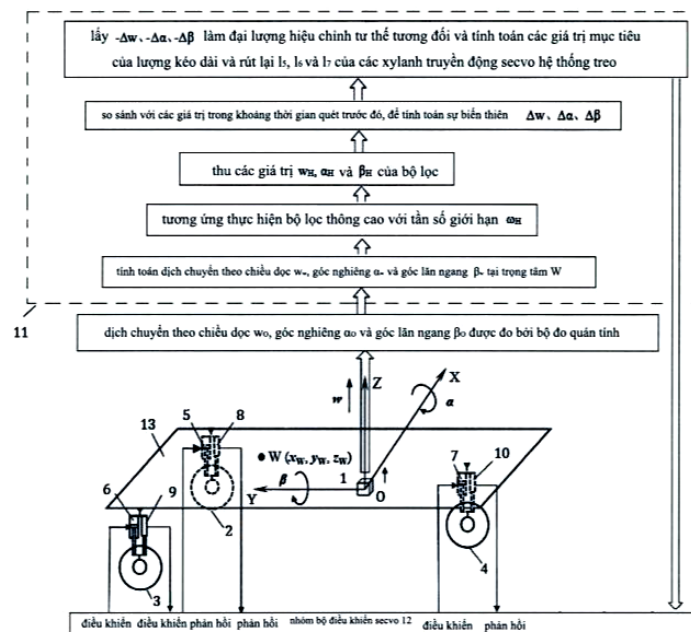 lấy -Δw、-Δα、-Δβ làm đại lượng hiệu chỉnh tư thế tương đối và tính toán các giá trị mục tiêu
của lượng kéo dài và rút lại l₅, l₆ và l₇ của các xylanh truyền động secvo hệ thống treo
so sánh với các giá trị trong khoảng thời gian quét trước đó, để tính toán sự biến thiên Δw、Δα、Δβ
thu các giá trị w_H, α_H và β_H của bộ lọc
tương ứng thực hiện bộ lọc thông cao với tần số giới hạn ω_H
tính toán dịch chuyển theo chiều dọc w, góc nghiêng α và góc lăn ngang β tại trọng tâm W
11
dịch chuyển theo chiều dọc w₀, góc nghiêng α₀ và góc lăn ngang β₀ được đo bởi bộ đo quán tính
w Z X
α
13 5 8
W (x_W, y_W, z_W)
7 10
6 9 Y β 1 O
2
3
4
điều khiển điều khiển phản hồi phản hồi nhóm bộ điều khiển secvo 12 điều khiển phản hồi